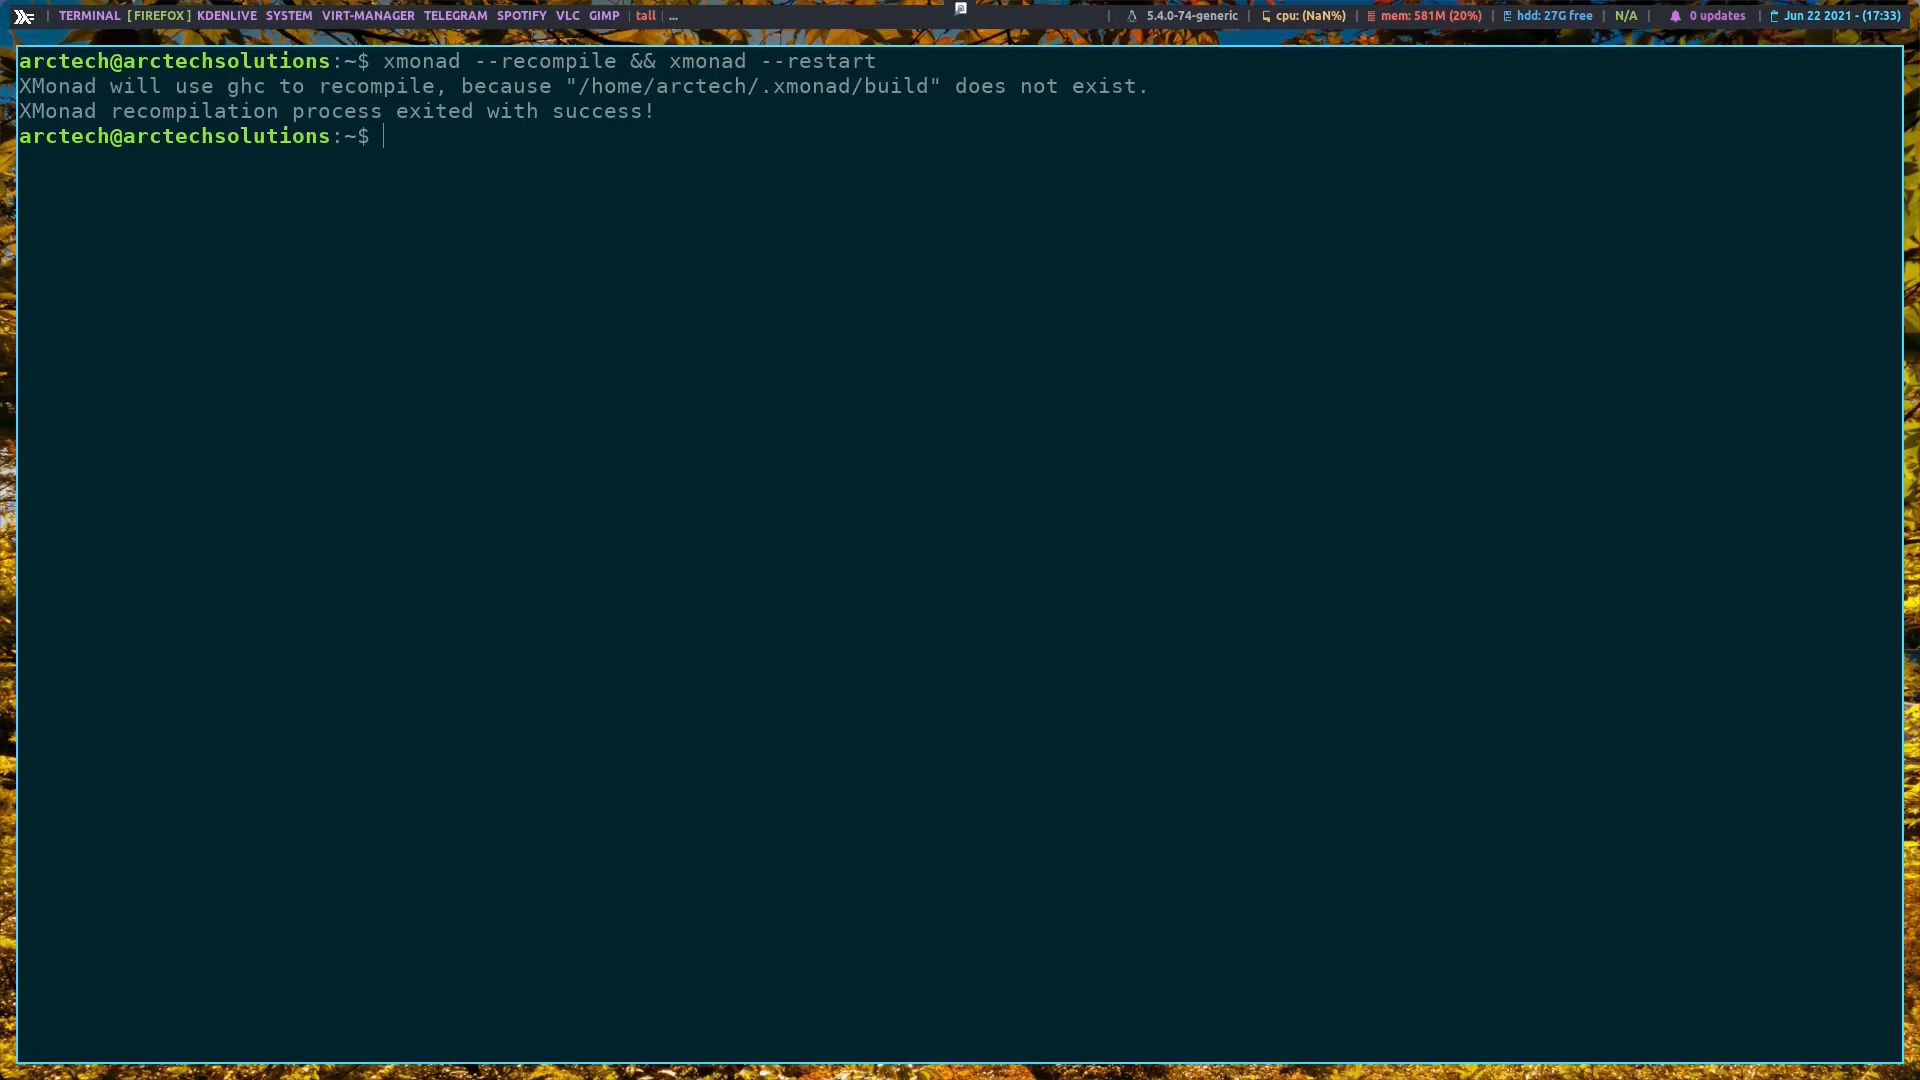 | TERMINAL [FIREFOX] KDENLIVE SYSTEM VIRT-MANAGER TELEGRAM SPOTIFY VLC GIMP | tall | ... | 5.4.0-74-generic | cpu: (NaN%) | mem: 581M (20%) | hdd: 27G free | N/A | 0 updates | Jun 22 2021 - (17:33)
arctech@arctechsolutions:~$ xmonad --recompile && xmonad --restart
XMonad will use ghc to recompile, because "/home/arctech/.xmonad/build" does not exist.
XMonad recompilation process exited with success!
arctech@arctechsolutions:~$